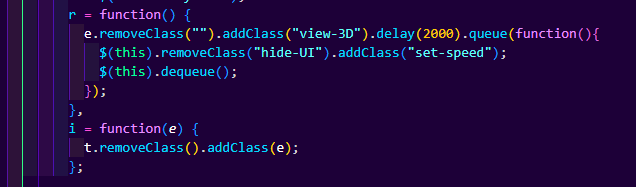 r = function() {
e.removeClass("").addClass("view-3D").delay(2000).queue(function(){
$(this).removeClass("hide-UI").addClass("set-speed");
$(this).dequeue();
});
},
i = function(e) {
t.removeClass().addClass(e);
};